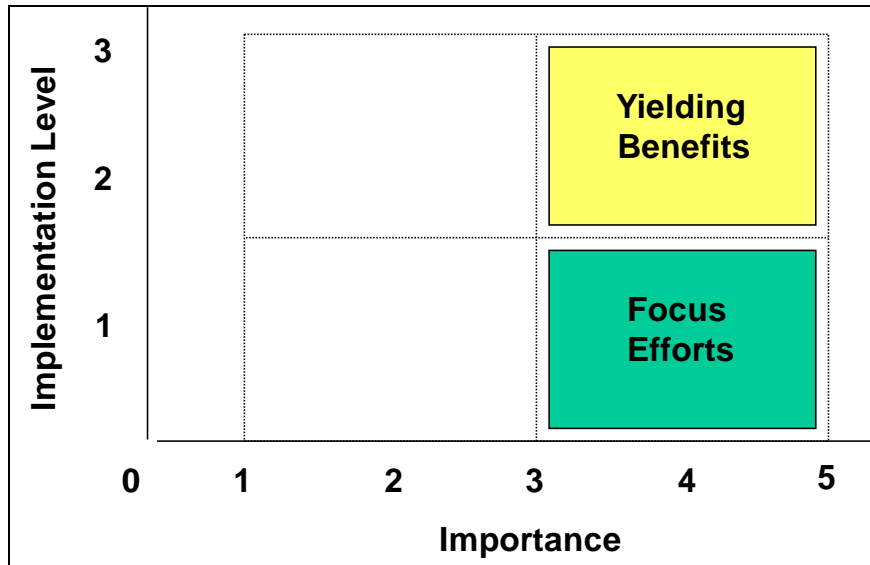 Implementation Level
3
2
1
Yielding
Benefits
Focus
Efforts
0 1 2 3 4 5
Importance